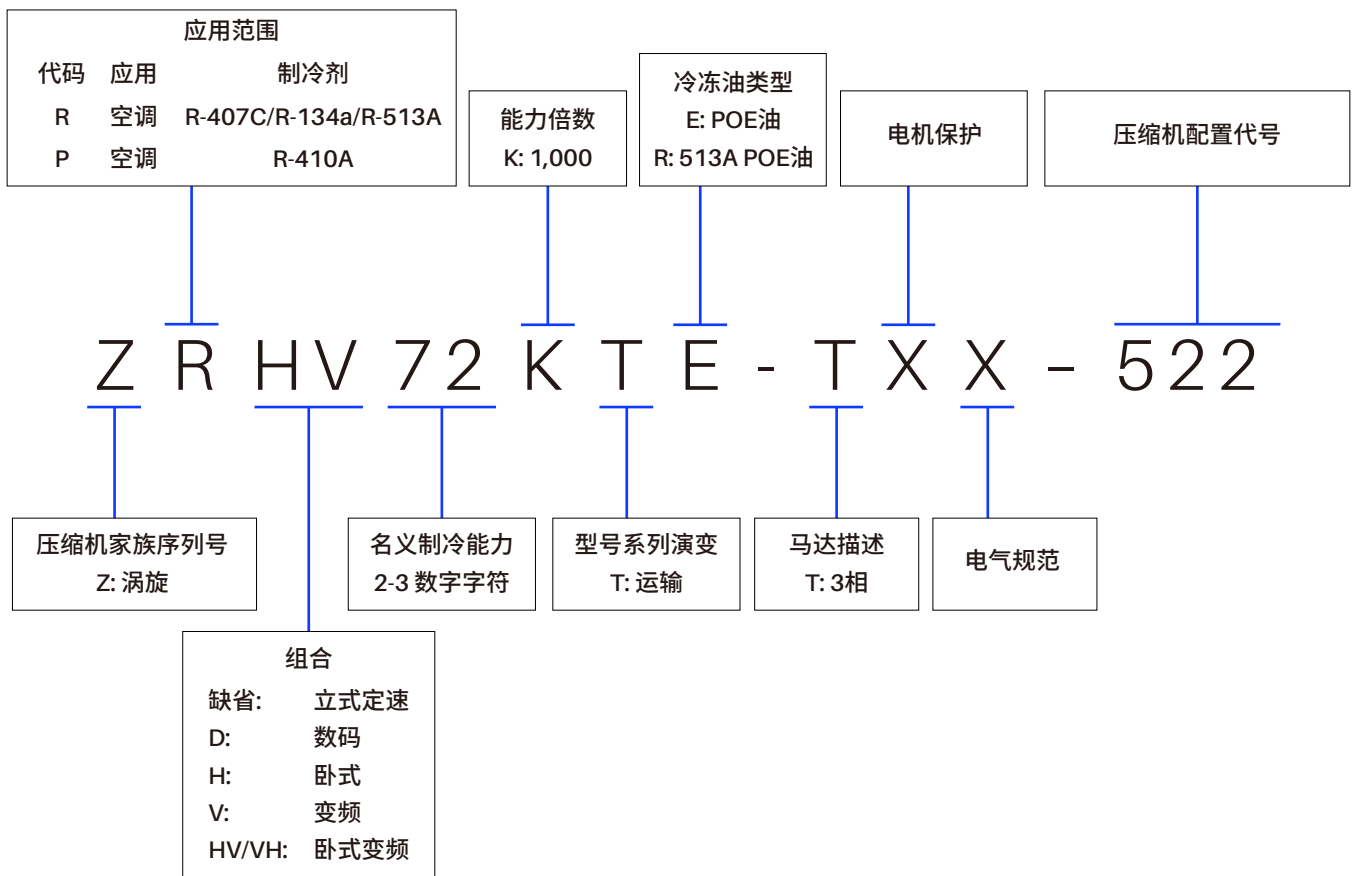 应用范围
代码 应用 制冷剂
R 空调 R-407C/R-134a/R-513A
P 空调 R-410A
能力倍数
K: 1,000
冷冻油类型
E: POE油
R: 513A POE油
电机保护
压缩机配置代号
Z R HV 72 K T E - T X X - 522
压缩机家族序列号
Z: 涡旋
组合
缺省: 立式定速
D: 数码
H: 卧式
V: 变频
HV/VH: 卧式变频
名义制冷能力
2-3 数字字符
型号系列演变
T: 运输
马达描述
T: 3相
电气规范